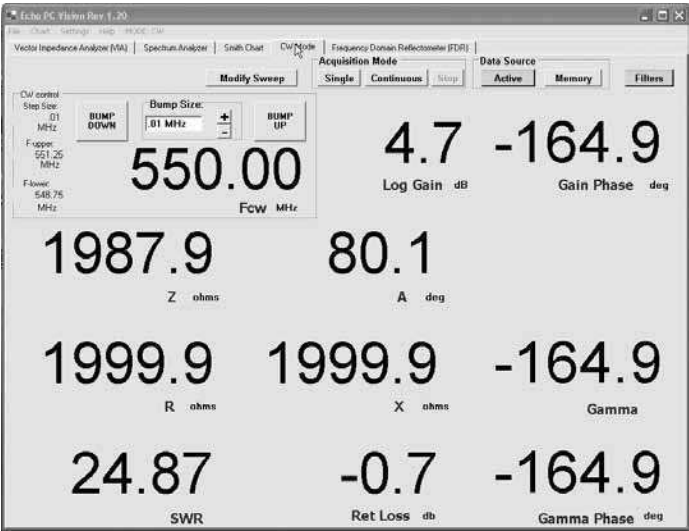 Echo PC Vision Rev 1.20
File Chart Settings Help MODE: CW
Vector Impedance Analyzer (VIA) Spectrum Analyzer Smith Chart CW Mode Frequency Domain Reflectometer (FDR)
Acquisition Mode Data Source
Modify Sweep Single Continuous Stop Active Memory Filters
CW control
Step Size: .01 MHz
BUMP DOWN
Bump Size:
.01 MHz + -
BUMP UP
F-upper: 551.25 MHz
F-lower: 548.75 MHz
550.00
Fcw MHz
4.7 -164.9
Log Gain dB Gain Phase deg
1987.9 80.1
Z ohms A deg
1999.9 1999.9 -164.9
R ohms X ohms Gamma
24.87 -0.7 -164.9
SWR Ret Loss db Gamma Phase deg